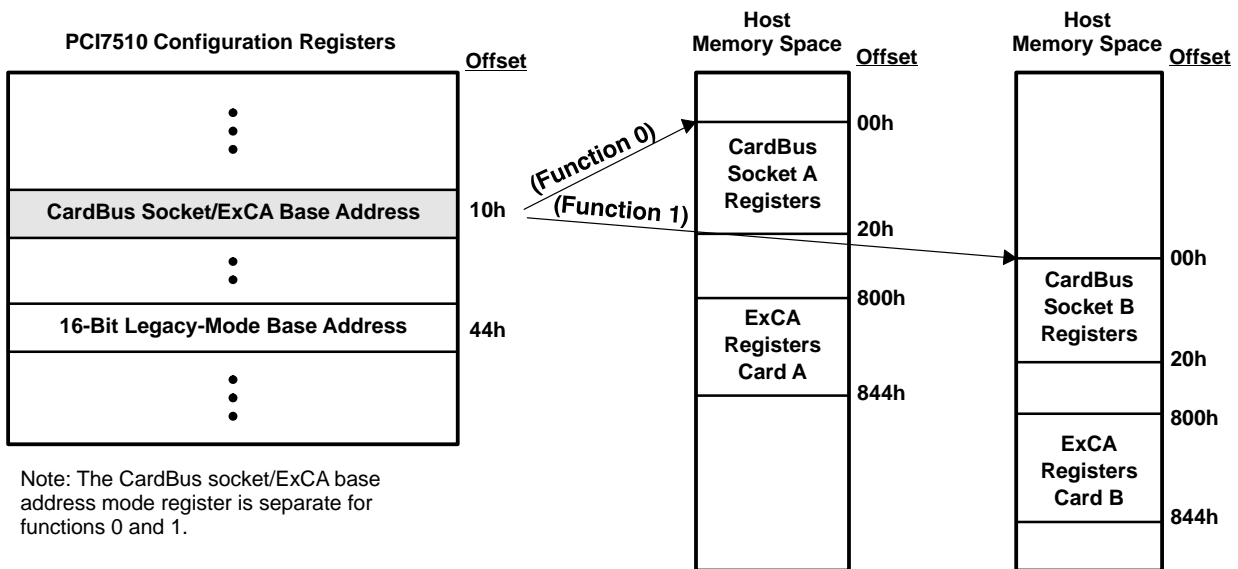 PCI7510 Configuration Registers
Offset
CardBus Socket/ExCA Base Address
10h
16-Bit Legacy-Mode Base Address
44h
Note: The CardBus socket/ExCA base
address mode register is separate for
functions 0 and 1.
(Function 0)
(Function 1)
Host
Memory Space
Offset
00h
CardBus
Socket A
Registers
20h
800h
ExCA
Registers
Card A
844h
Host
Memory Space
Offset
00h
CardBus
Socket B
Registers
20h
800h
ExCA
Registers
Card B
844h